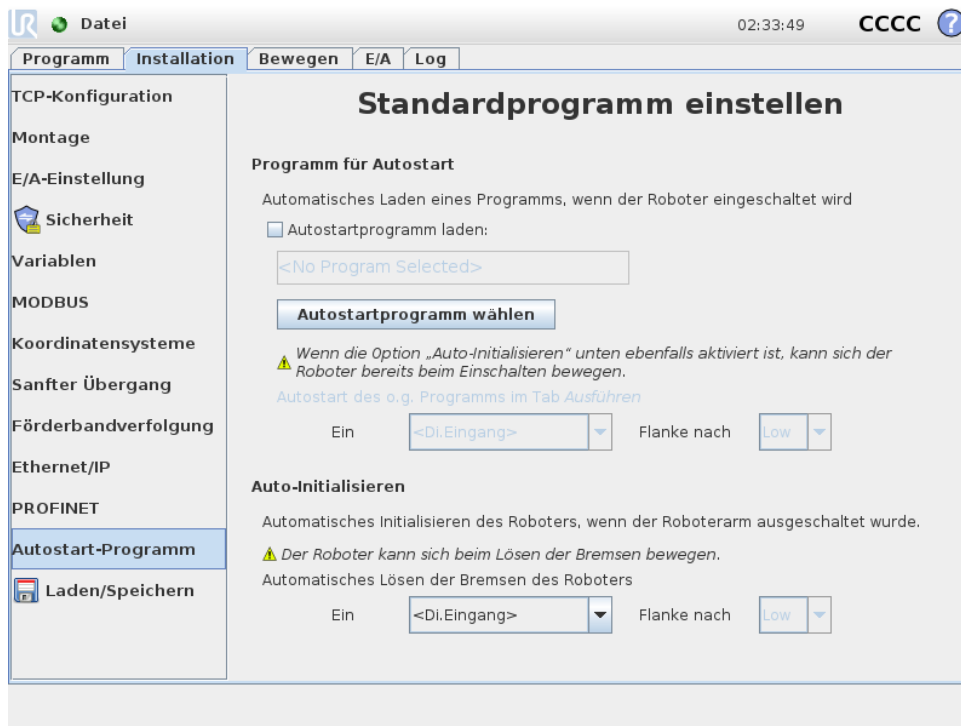 UR Datei 02:33:49 CCCC ?
Programm Installation Bewegen E/A Log
TCP-Konfiguration
Montage
E/A-Einstellung
Sicherheit
Variablen
MODBUS
Koordinatensysteme
Sanfter Übergang
Förderbandverfolgung
Ethernet/IP
PROFINET
Autostart-Programm
Laden/Speichern
Standardprogramm einstellen
Programm für Autostart
Automatisches Laden eines Programms, wenn der Roboter eingeschaltet wird
Autostartprogramm laden:
<No Program Selected>
Autostartprogramm wählen
Wenn die Option „Auto-Initialisieren“ unten ebenfalls aktiviert ist, kann sich der
Roboter bereits beim Einschalten bewegen.
Autostart des o.g. Programms im Tab Ausführen
Ein <Di.Eingang> Flanke nach Low
Auto-Initialisieren
Automatisches Initialisieren des Roboters, wenn der Roboterarm ausgeschaltet wurde.
Der Roboter kann sich beim Lösen der Bremsen bewegen.
Automatisches Lösen der Bremsen des Roboters
Ein <Di.Eingang> Flanke nach Low